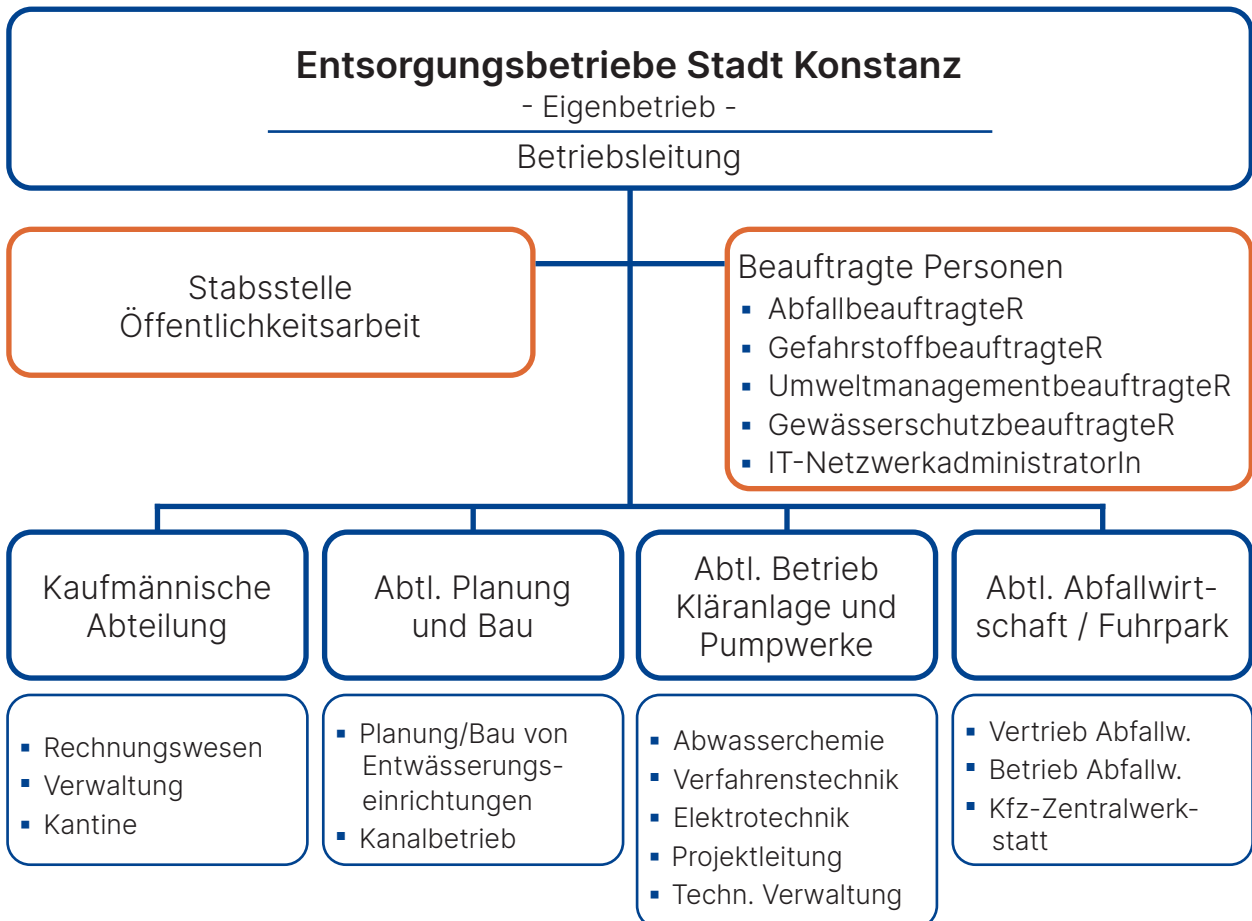 Entsorgungsbetriebe Stadt Konstanz
- Eigenbetrieb -
Betriebsleitung
Stabsstelle
Öffentlichkeitsarbeit
Beauftragte Personen
▪ AbfallbeauftragteR
▪ GefahrstoffbeauftragteR
▪ UmweltmanagementbeauftragteR
▪ GewässerschutzbeauftragteR
▪ IT-NetzwerkadministratorIn
Kaufmännische
Abteilung
Abtl. Planung
und Bau
Abtl. Betrieb
Kläranlage und
Pumpwerke
Abtl. Abfallwirt-
schaft / Fuhrpark
▪ Rechnungswesen
▪ Verwaltung
▪ Kantine
▪ Planung/Bau von
Entwässerungs-
einrichtungen
▪ Kanalbetrieb
▪ Abwasserchemie
▪ Verfahrenstechnik
▪ Elektrotechnik
▪ Projektleitung
▪ Techn. Verwaltung
▪ Vertrieb Abfallw.
▪ Betrieb Abfallw.
▪ Kfz-Zentralwerk-
statt